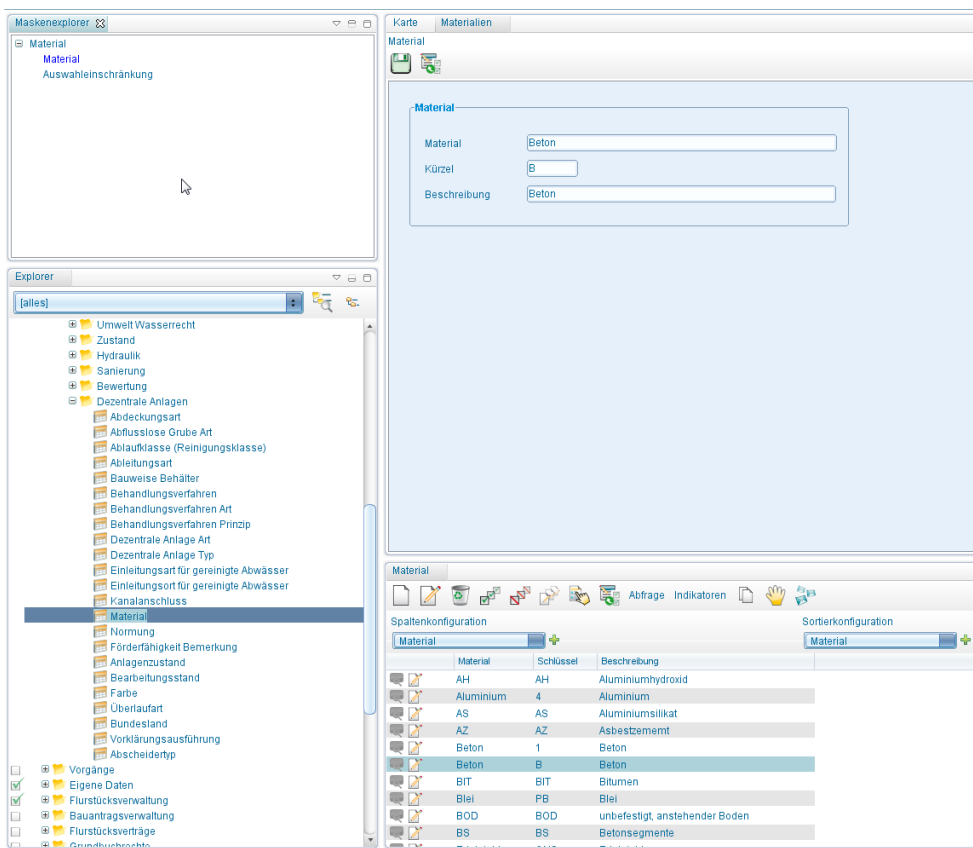 Maskenexplorer
Material
Material
Auswahleinschränkung
Explorer
[alles]
Umwelt Wasserrecht
Zustand
Hydraulik
Sanierung
Bewertung
Dezentrale Anlagen
Abdeckungsart
Abflusslose Grube Art
Ablaufklasse (Reinigungsklasse)
Ableitungsart
Bauweise Behälter
Behandlungsverfahren
Behandlungsverfahren Art
Behandlungsverfahren Prinzip
Dezentrale Anlage Art
Dezentrale Anlage Typ
Einleitungsart für gereinigte Abwässer
Einleitungsort für gereinigte Abwässer
Kanalanschluss
Material
Normung
Förderfähigkeit Bemerkung
Anlagenzustand
Bearbeitungsstand
Farbe
Überlaufart
Bundesland
Vorklärungsausführung
Abscheidertyp
Vorgänge
Eigene Daten
Flurstücksverwaltung
Bauantragsverwaltung
Flurstücksverträge
Grundbuchrechte
Karte Materialien
Material
Material
Material Beton
Kürzel B
Beschreibung Beton
Material
Abfrage Indikatoren
Spaltenkonfiguration Sortierkonfiguration
Material Material
Material Schlüssel Beschreibung
AH AH Aluminiumhydroxid
Aluminium 4 Aluminium
AS AS Aluminiumsilikat
AZ AZ Asbestzememt
Beton 1 Beton
Beton B Beton
BIT BIT Bitumen
Blei PB Blei
BOD BOD unbefestigt, anstehender Boden
BS BS Betonsegmente